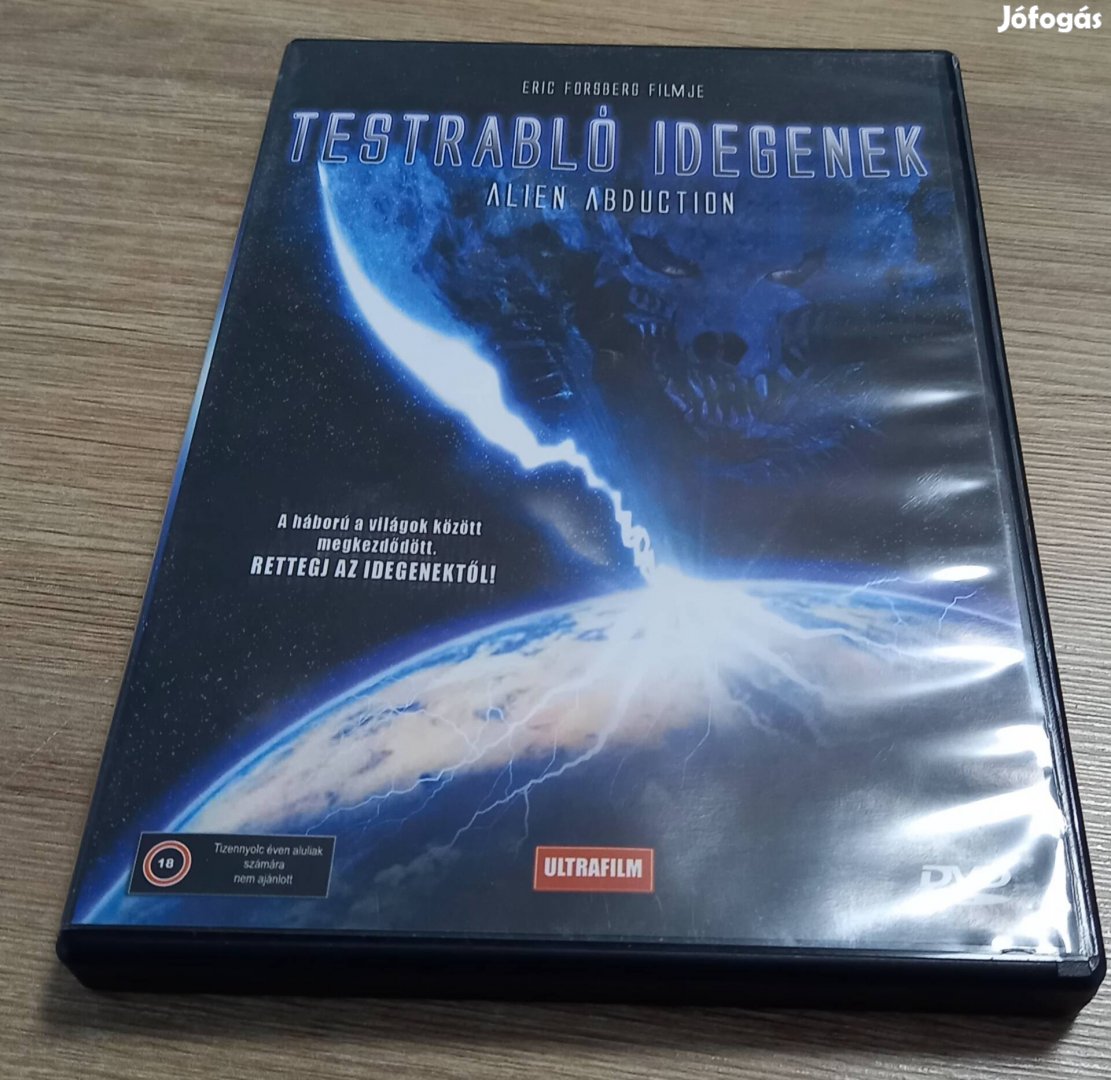 Jófogás
ERIC FORSBERG FILMJE
TESTRABLÓ IDEGENEK
ALIEN ABDUCTION
A háború a világok között
megkezdődött.
RETTEGJ AZ IDEGENEKTŐL!
18
Tizennyolc éven aluliak
számára
nem ajánlott
ULTRAFILM
DVD